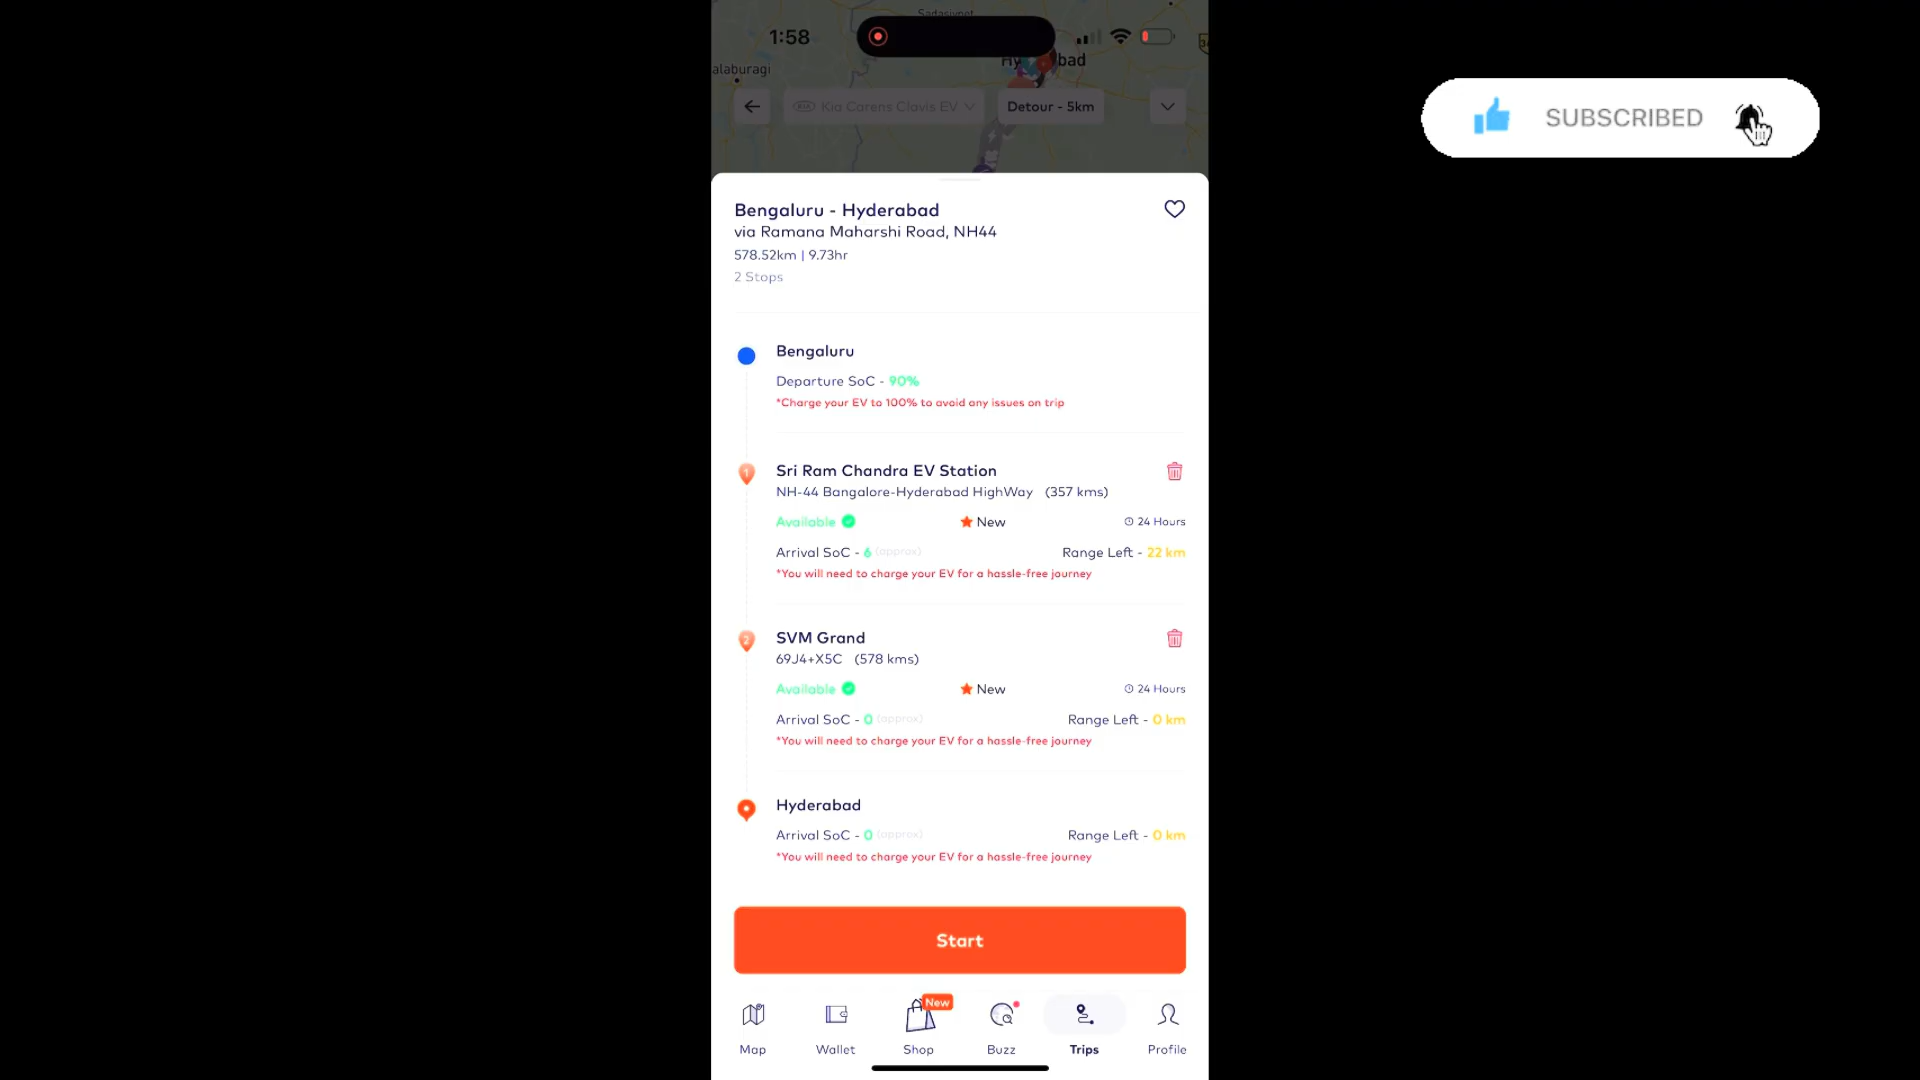 Sadasivpet
1:58
alaburagi
Hy bad
Kia Carens Clavis EV
Detour - 5km
SUBSCRIBED
Bengaluru - Hyderabad
via Ramana Maharshi Road, NH44
578.52km | 9.73hr
2 Stops
Bengaluru
Departure SoC - 90%
*Charge your EV to 100% to avoid any issues on trip
1
Sri Ram Chandra EV Station
NH-44 Bangalore-Hyderabad HighWay (357 kms)
Available New 24 Hours
Arrival SoC - 6 (approx) Range Left - 22 km
*You will need to charge your EV for a hassle-free journey
2
SVM Grand
69J4+X5C (578 kms)
Available New 24 Hours
Arrival SoC - 0 (approx) Range Left - 0 km
*You will need to charge your EV for a hassle-free journey
Hyderabad
Arrival SoC - 0 (approx) Range Left - 0 km
*You will need to charge your EV for a hassle-free journey
Start
New
Map Wallet Shop Buzz Trips Profile